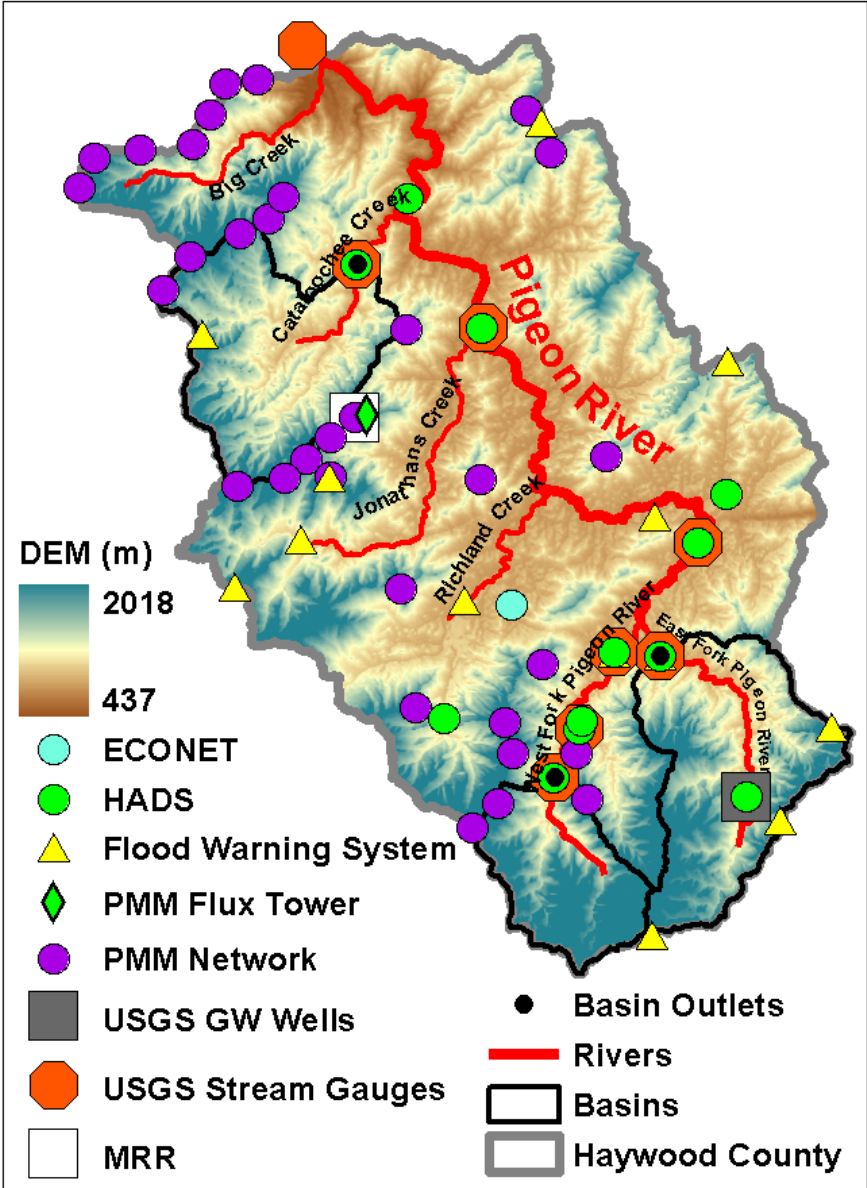 Big Creek
Cataloochee Creek
Pigeon River
Jonathans Creek
Richland Creek
West Fork Pigeon River
East Fork Pigeon River
DEM (m)
2018
437
ECONET
HADS
Flood Warning System
PMM Flux Tower
PMM Network
USGS GW Wells
USGS Stream Gauges
MRR
Basin Outlets
Rivers
Basins
Haywood County